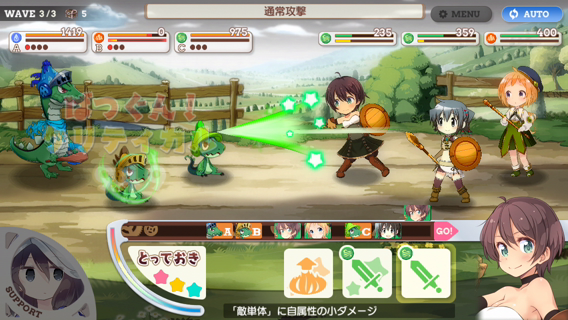 WAVE 3/3 5
通常攻撃
MENU
AUTO
1419
0
975
235
359
400
A
B
C
ばつぐん!
クリティカル
A B C GO!
とっておき
SUPPORT
「敵単体」に自属性の小ダメージ